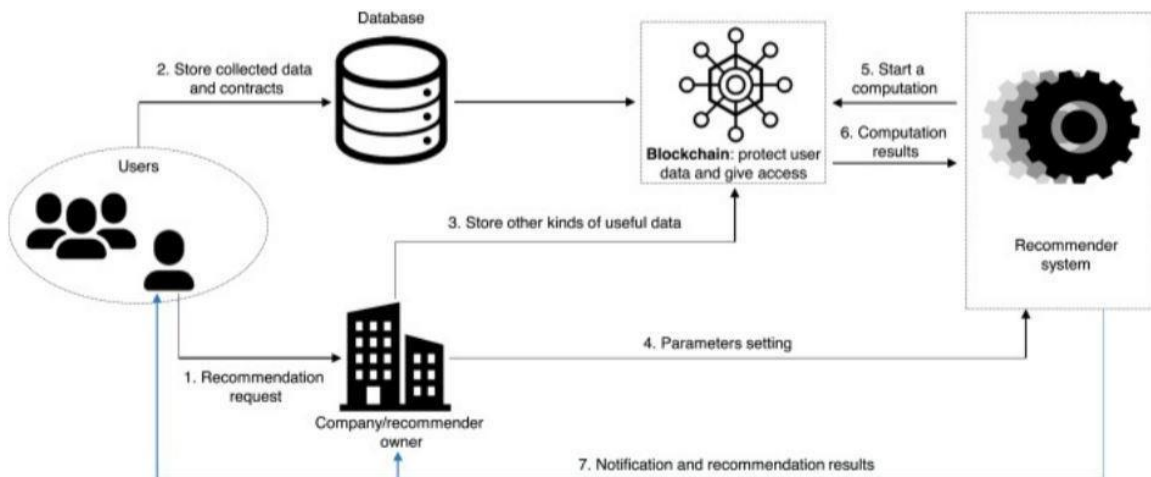 Database
2. Store collected data
and contracts
5. Start a
computation
6. Computation
results
Blockchain: protect user
data and give access
Users
3. Store other kinds of useful data
Recommender
system
4. Parameters setting
1. Recommendation
request
Company/recommender
owner
7. Notification and recommendation results